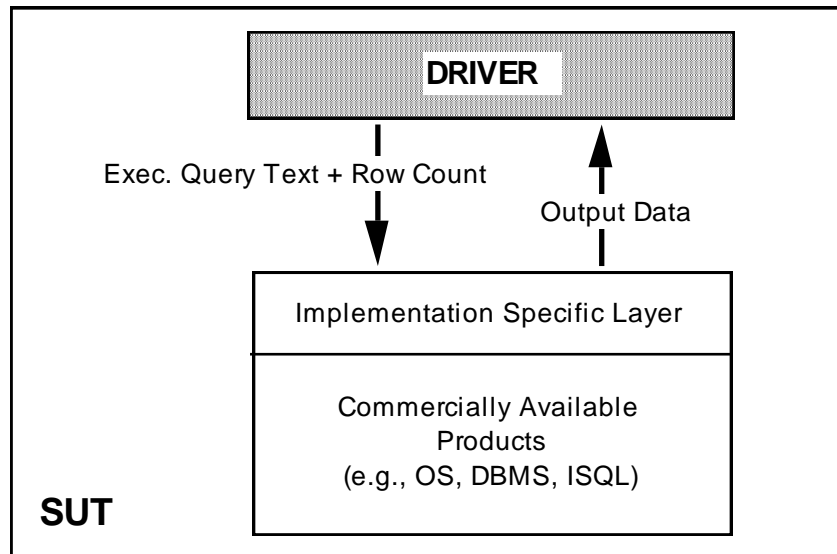 DRIVER
Exec. Query Text + Row Count
Output Data
Implementation Specific Layer
Commercially Available
Products
(e.g., OS, DBMS, ISQL)
SUT